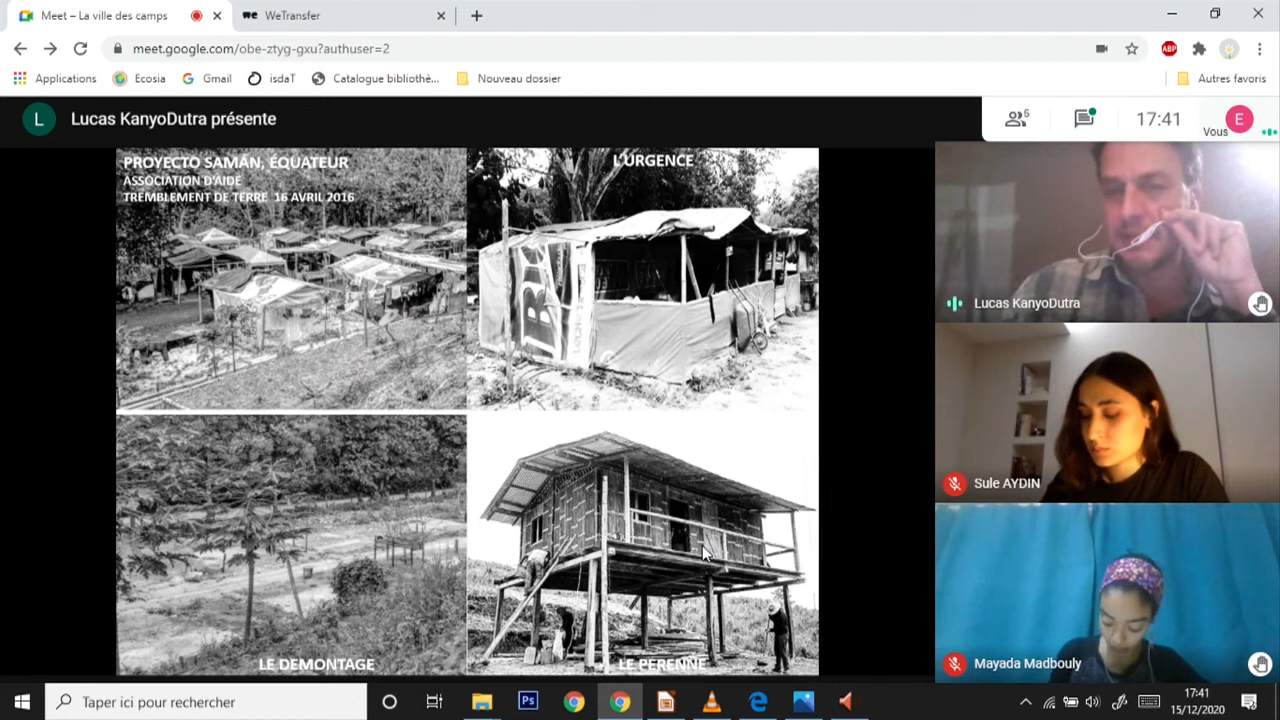 Meet – La ville des camps
WeTransfer
meet.google.com/obe-ztyg-gxu?authuser=2
ABP
Applications
Ecosia
Gmail
isdaT
Catalogue bibliothé...
Nouveau dossier
Autres favoris
L
Lucas KanyoDutra présente
5
17:41
Vous
E
PROYECTO SAMÁN, ÉQUATEUR
ASSOCIATION D'AIDE
TREMBLEMENT DE TERRE 16 AVRIL 2016
L'URGENCE
LE DEMONTAGE
LE PERENNE
Lucas KanyoDutra
Sule AYDIN
Mayada Madbouly
Taper ici pour rechercher
Ps
17:41
15/12/2020